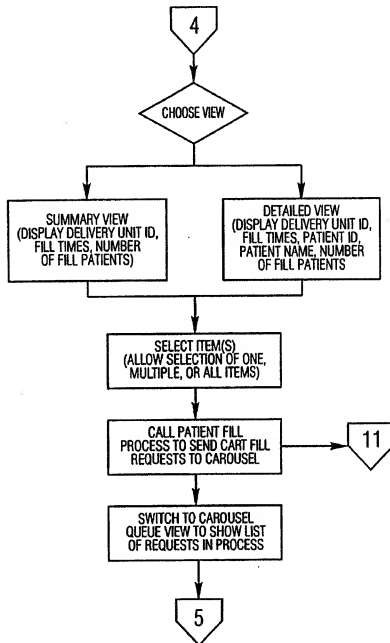 4
CHOOSE VIEW
SUMMARY VIEW
(DISPLAY DELIVERY UNIT ID,
FILL TIMES, NUMBER
OF FILL PATIENTS)
DETAILED VIEW
(DISPLAY DELIVERY UNIT ID,
FILL TIMES, PATIENT ID,
PATIENT NAME, NUMBER
OF FILL PATIENTS
SELECT ITEM(S)
(ALLOW SELECTION OF ONE,
MULTIPLE, OR ALL ITEMS)
CALL PATIENT FILL
PROCESS TO SEND CART FILL
REQUESTS TO CAROUSEL
11
SWITCH TO CAROUSEL
QUEUE VIEW TO SHOW LIST
OF REQUESTS IN PROCESS
5